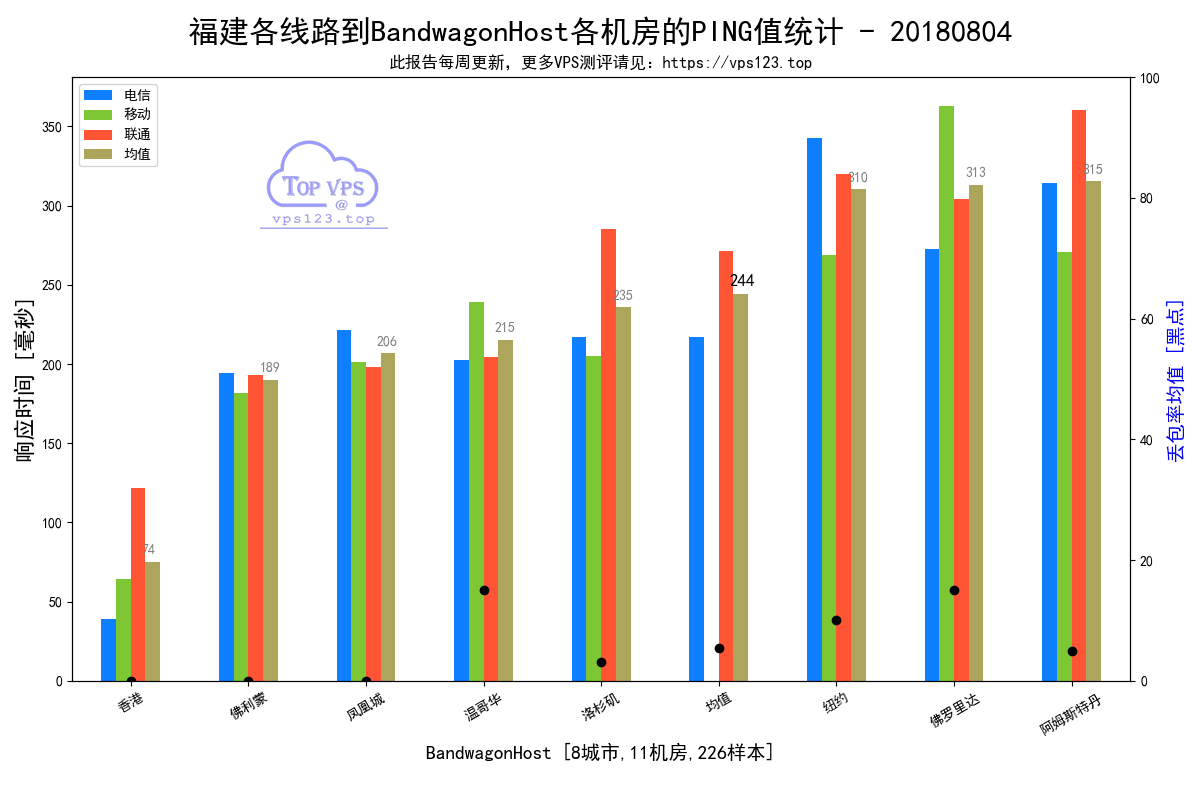 福建各线路到BandwagonHost各机房的PING值统计 - 20180804
此报告每周更新，更多VPS测评请见：https://vps123.top
电信
移动
联通
均值
TOP VPS
@
vps123.top
响应时间 [毫秒]
350
300
250
200
150
100
50
0
74
189
206
215
235
244
310
313
315
100
80
60
40
20
0
丢包率均值 [黑点]
香港
佛利蒙
凤凰城
温哥华
洛杉矶
均值
纽约
佛罗里达
阿姆斯特丹
BandwagonHost [8城市,11机房,226样本]